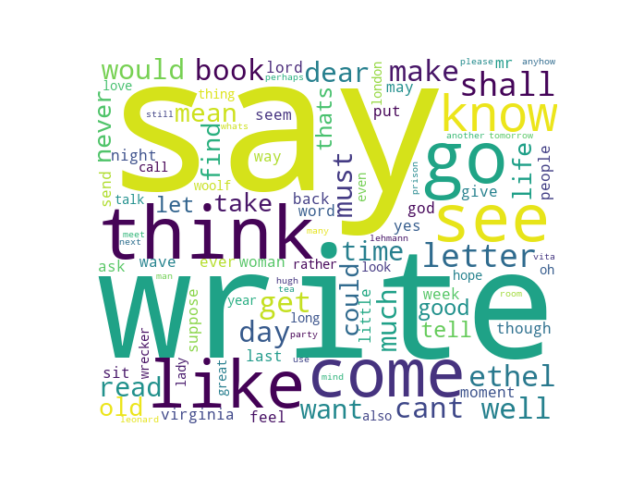 please mr anyhow
would book lord dear make may shall
love perhaps london
never still mean thing seem thats put know
whats say
night find way another tomorrow
call must even go life people
send woolf prison give
talk let take back god see
word yes
meet think many lehmann letter vita
next time oh
ask wave ever woman rather look hope
man hugh could write
year tea little much week room
suppose get good tell though
wrecker day long party
last use like come ethel
sit lady great mind moment
read want cant well
old virginia feel also
leonard